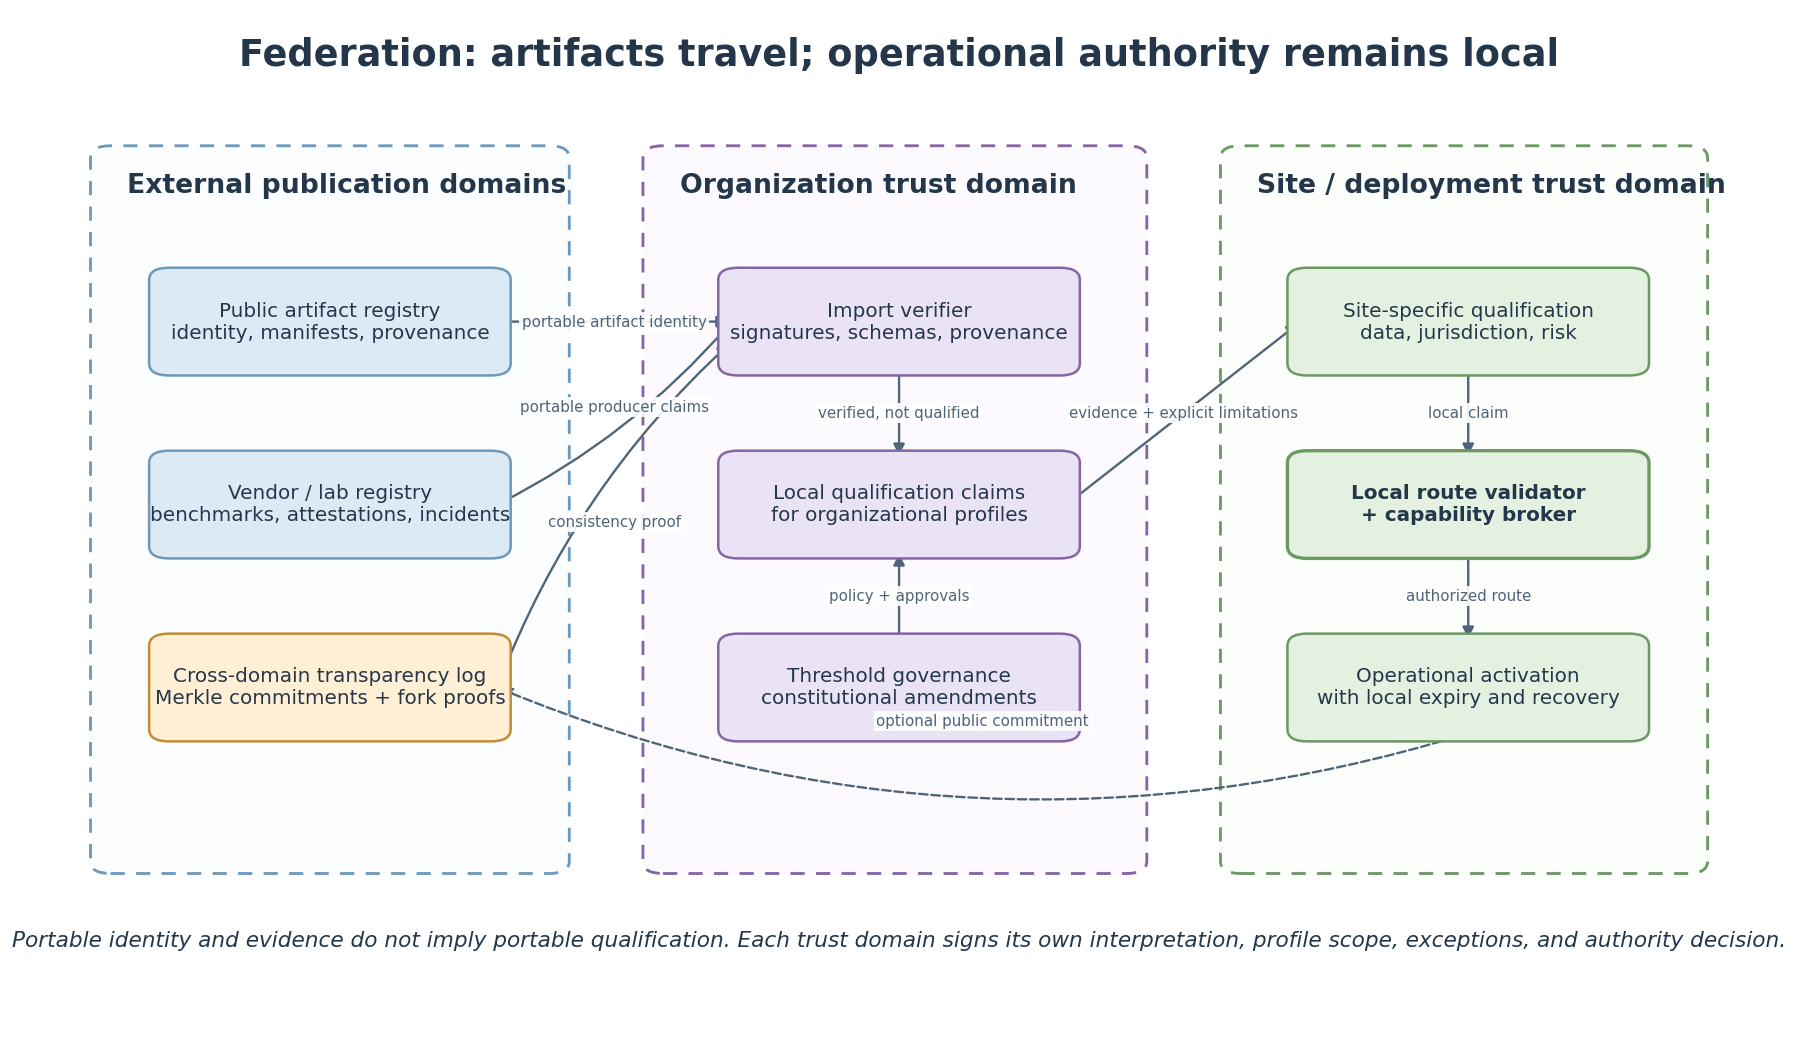 Federation: artifacts travel; operational authority remains local
External publication domains
Organization trust domain
Site / deployment trust domain
Public artifact registry
identity, manifests, provenance
portable artifact identity
Import verifier
signatures, schemas, provenance
Site-specific qualification
data, jurisdiction, risk
portable producer claims
verified, not qualified
evidence + explicit limitations
local claim
Vendor / lab registry
benchmarks, attestations, incidents
consistency proof
Local qualification claims
for organizational profiles
Local route validator
+ capability broker
policy + approvals
authorized route
Cross-domain transparency log
Merkle commitments + fork proofs
Threshold governance
constitutional amendments
optional public commitment
Operational activation
with local expiry and recovery
Portable identity and evidence do not imply portable qualification. Each trust domain signs its own interpretation, profile scope, exceptions, and authority decision.